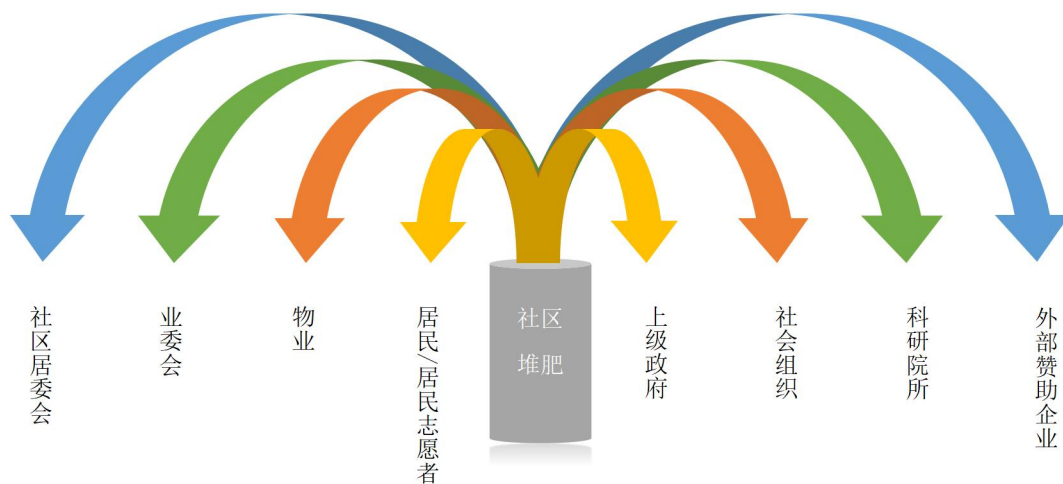 社区居委会
业委会
物业
居民/居民志愿者
社区
堆肥
上级政府
社会组织
科研院所
外部赞助企业